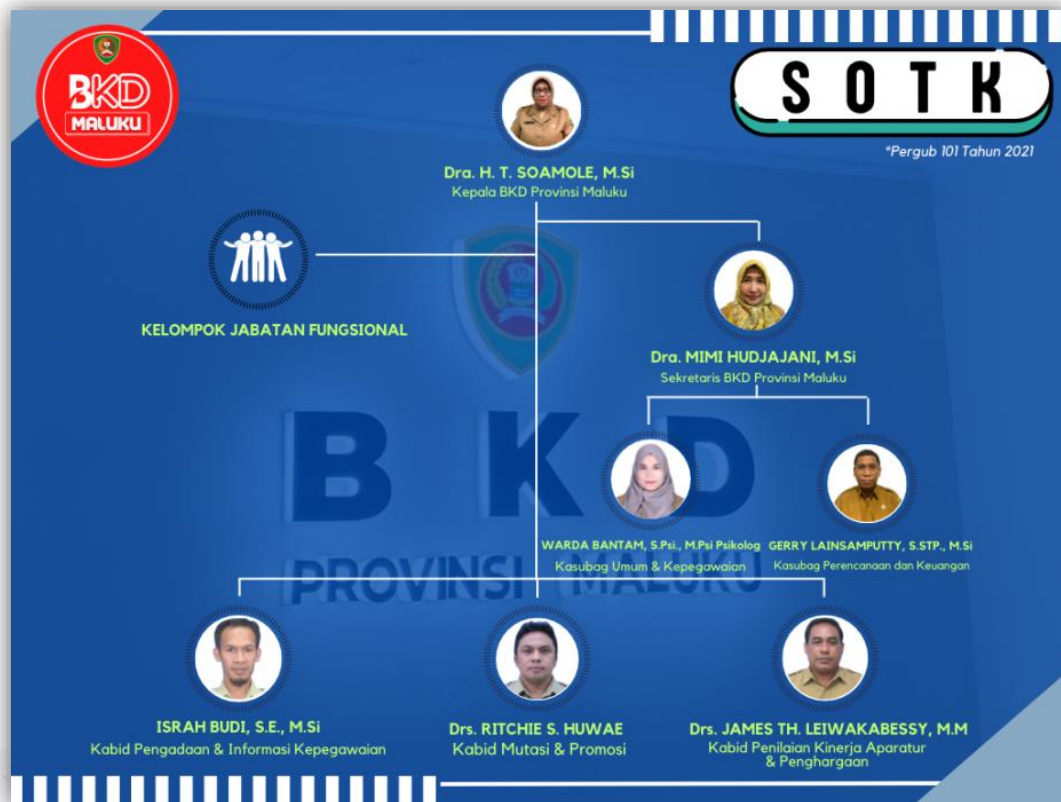 BKD
MALUKU
SOTK
*Pergub 101 Tahun 2021
Dra. H. T. SOAMOLE, M.Si
Kepala BKD Provinsi Maluku
KELOMPOK JABATAN FUNGSIONAL
Dra. MIMI HUDJAJANI, M.Si
Sekretaris BKD Provinsi Maluku
BKD
PROVINSI MALUKU
WARDA BANTAM, S.Psi., M.Psi Psikolog
Kasubag Umum & Kepegawaian
GERRY LAINSAMPUTTY, S.STP., M.Si
Kasubag Perencanaan dan Keuangan
ISRAH BUDI, S.E., M.Si
Kabid Pengadaan & Informasi Kepegawaian
Drs. RITCHIE S. HUWAE
Kabid Mutasi & Promosi
Drs. JAMES TH. LEIWAKABESSY, M.M
Kabid Penilaian Kinerja Aparatur
& Penghargaan